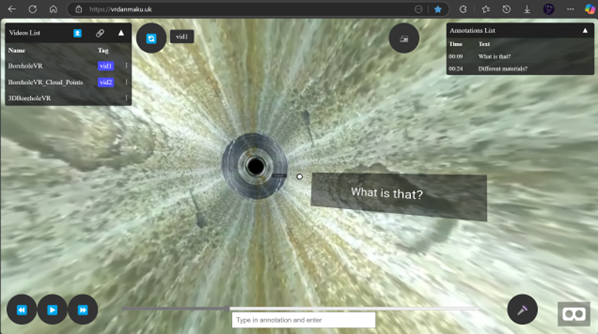 https://vrdanmaku.uk
Videos List
Name Tag
BoreholeVR vid1
BoreholeVR_Cloud_Points vid2
3DBoreholeVR
vid1
Annotations List
Time Text
00:09 What is that?
00:24 Different materials?
What is that?
Type in annotation and enter